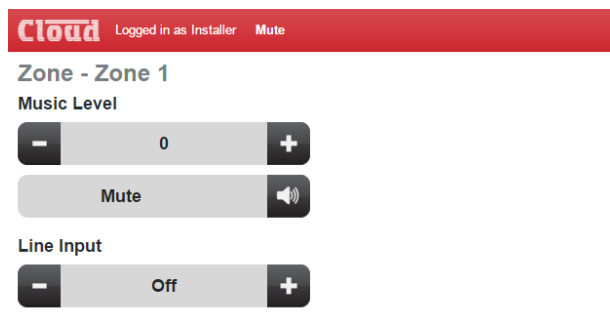 Cloud Logged in as Installer Mute
Zone - Zone 1
Music Level
- 0 +
Mute
Line Input
- Off +